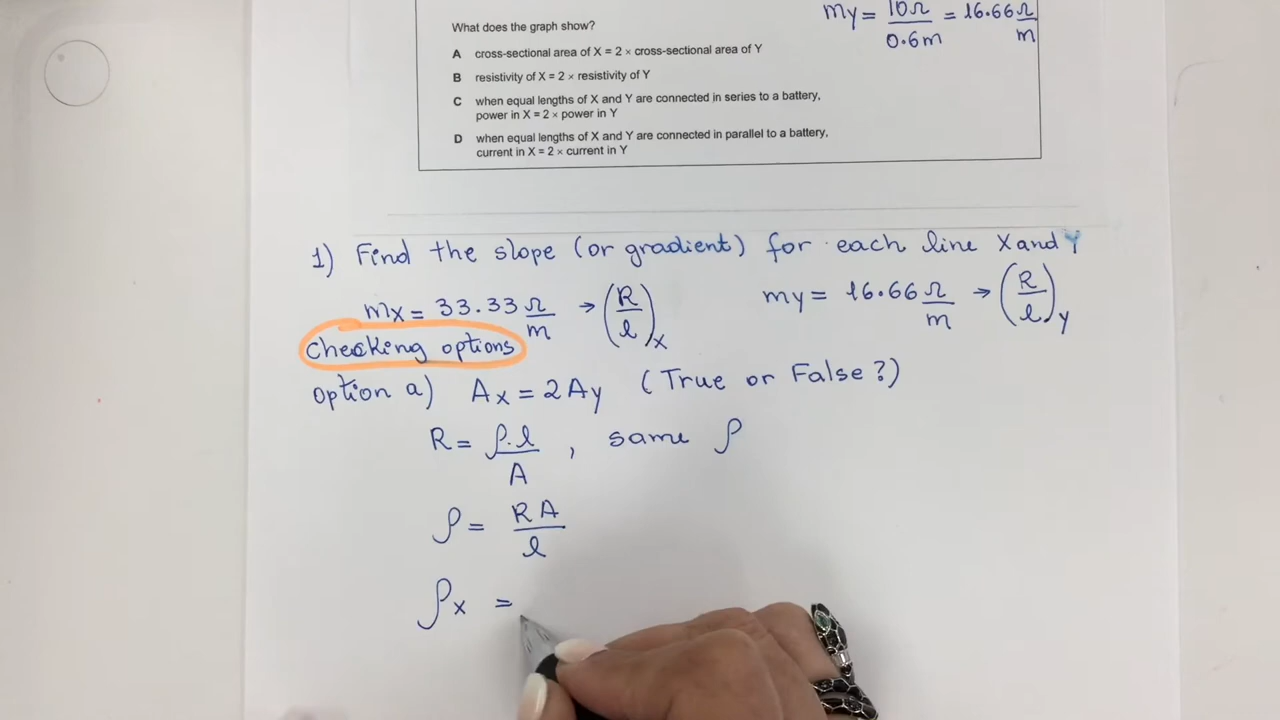 What does the graph show?
my = 10Ω / 0.6m = 16.66 Ω/m
A cross-sectional area of X = 2 × cross-sectional area of Y
B resistivity of X = 2 × resistivity of Y
C when equal lengths of X and Y are connected in series to a battery,
power in X = 2 × power in Y
D when equal lengths of X and Y are connected in parallel to a battery,
current in X = 2 × current in Y
1) Find the slope (or gradient) for each line X and Y
mx = 33.33 Ω/m → (R/l)x my = 16.66 Ω/m → (R/l)y
Checking options
option a) Ax = 2Ay (True or False?)
R = ρ.l / A , same ρ
ρ = RA / l
ρx =